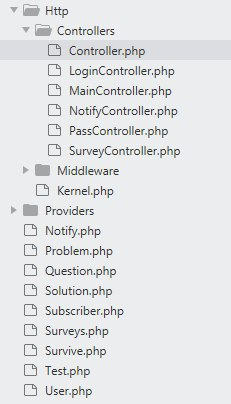 Http
Controllers
Controller.php
LoginController.php
MainController.php
NotifyController.php
PassController.php
SurveyController.php
Middleware
Kernel.php
Providers
Notify.php
Problem.php
Question.php
Solution.php
Subscriber.php
Surveys.php
Survive.php
Test.php
User.php